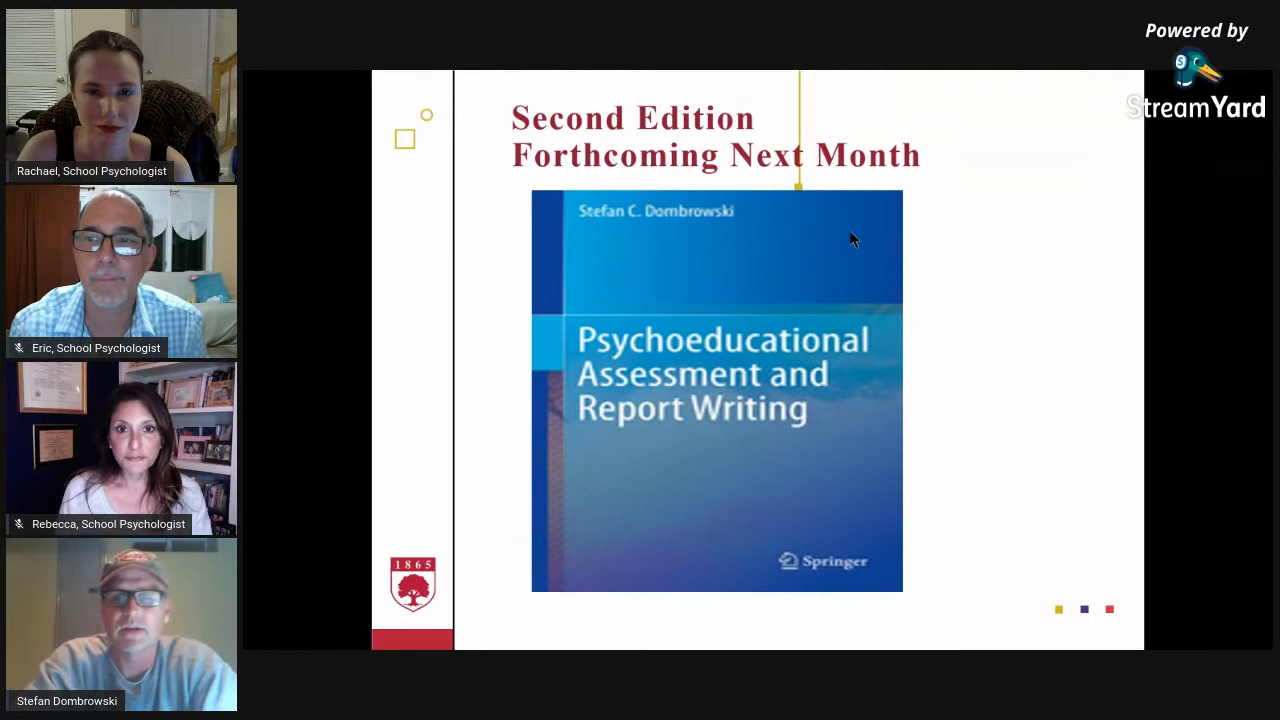 Rachael, School Psychologist
Eric, School Psychologist
Rebecca, School Psychologist
Stefan Dombrowski
Second Edition
Forthcoming Next Month
Stefan C. Dombrowski
Psychoeducational
Assessment and
Report Writing
Springer
1865
Powered by
StreamYard